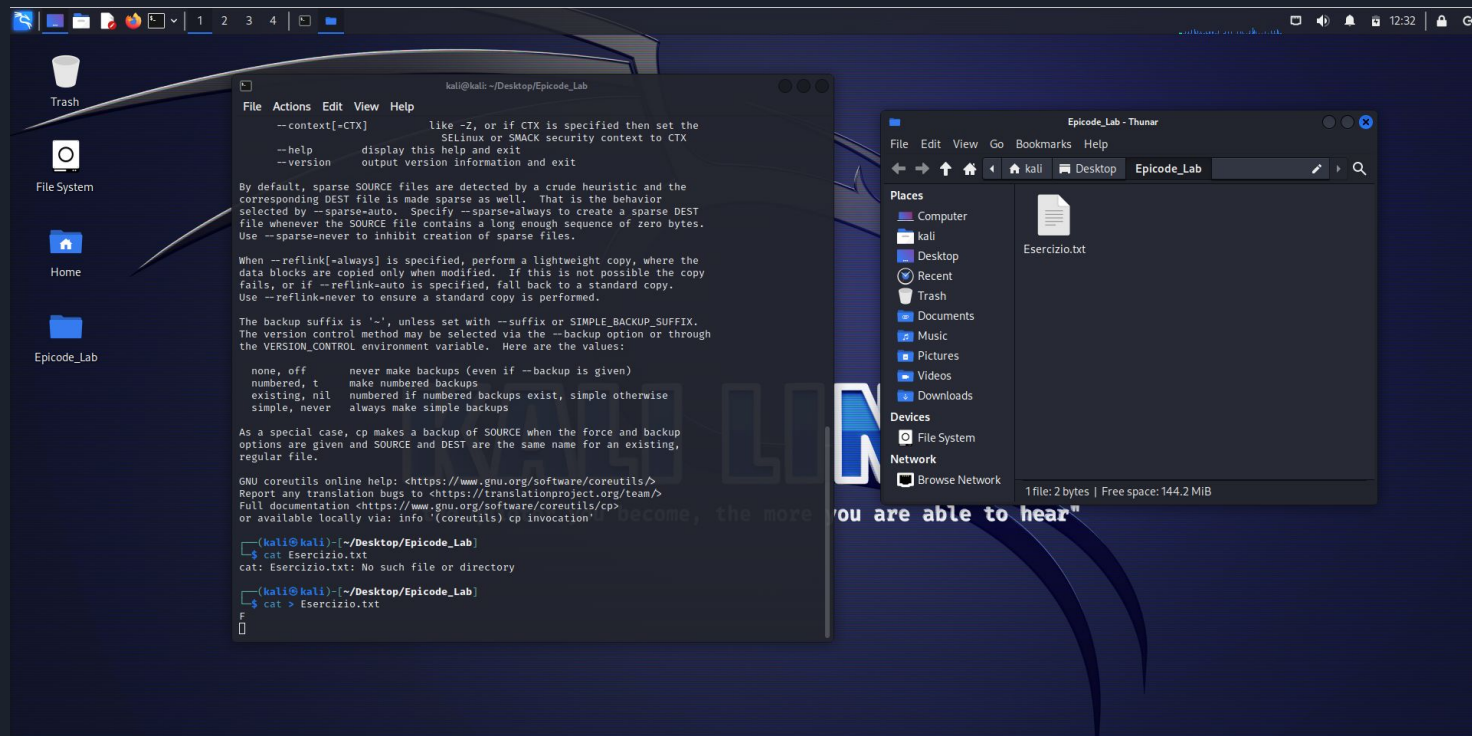 1 2 3 4
12:32
Trash
File System
Home
Epicode_Lab
kali@kali: ~/Desktop/Epicode_Lab
File Actions Edit View Help
--context[=CTX] like -Z, or if CTX is specified then set the
SELinux or SMACK security context to CTX
--help display this help and exit
--version output version information and exit
By default, sparse SOURCE files are detected by a crude heuristic and the
corresponding DEST file is made sparse as well. That is the behavior
selected by --sparse=auto. Specify --sparse=always to create a sparse DEST
file whenever the SOURCE file contains a long enough sequence of zero bytes.
Use --sparse=never to inhibit creation of sparse files.
When --reflink[=always] is specified, perform a lightweight copy, where the
data blocks are copied only when modified. If this is not possible the copy
fails, or if --reflink=auto is specified, fall back to a standard copy.
Use --reflink=never to ensure a standard copy is performed.
The backup suffix is '~', unless set with --suffix or SIMPLE_BACKUP_SUFFIX.
The version control method may be selected via the --backup option or through
the VERSION_CONTROL environment variable. Here are the values:
none, off never make backups (even if --backup is given)
numbered, t make numbered backups
existing, nil numbered if numbered backups exist, simple otherwise
simple, never always make simple backups
As a special case, cp makes a backup of SOURCE when the force and backup
options are given and SOURCE and DEST are the same name for an existing,
regular file.
GNU coreutils online help: <https://www.gnu.org/software/coreutils/>
Report any translation bugs to <https://translationproject.org/team/>
Full documentation <https://www.gnu.org/software/coreutils/cp>
or available locally via: info '(coreutils) cp invocation'
(kali㉿kali)-[~/Desktop/Epicode_Lab]
$ cat Esercizio.txt
cat: Esercizio.txt: No such file or directory
(kali㉿kali)-[~/Desktop/Epicode_Lab]
$ cat > Esercizio.txt
F
Epicode_Lab - Thunar
File Edit View Go Bookmarks Help
kali Desktop Epicode_Lab
Places
Computer
kali
Desktop
Recent
Trash
Documents
Music
Pictures
Videos
Downloads
Devices
File System
Network
Browse Network
Esercizio.txt
1 file: 2 bytes | Free space: 144.2 MiB
KALI LIN
become, the more you are able to hear"